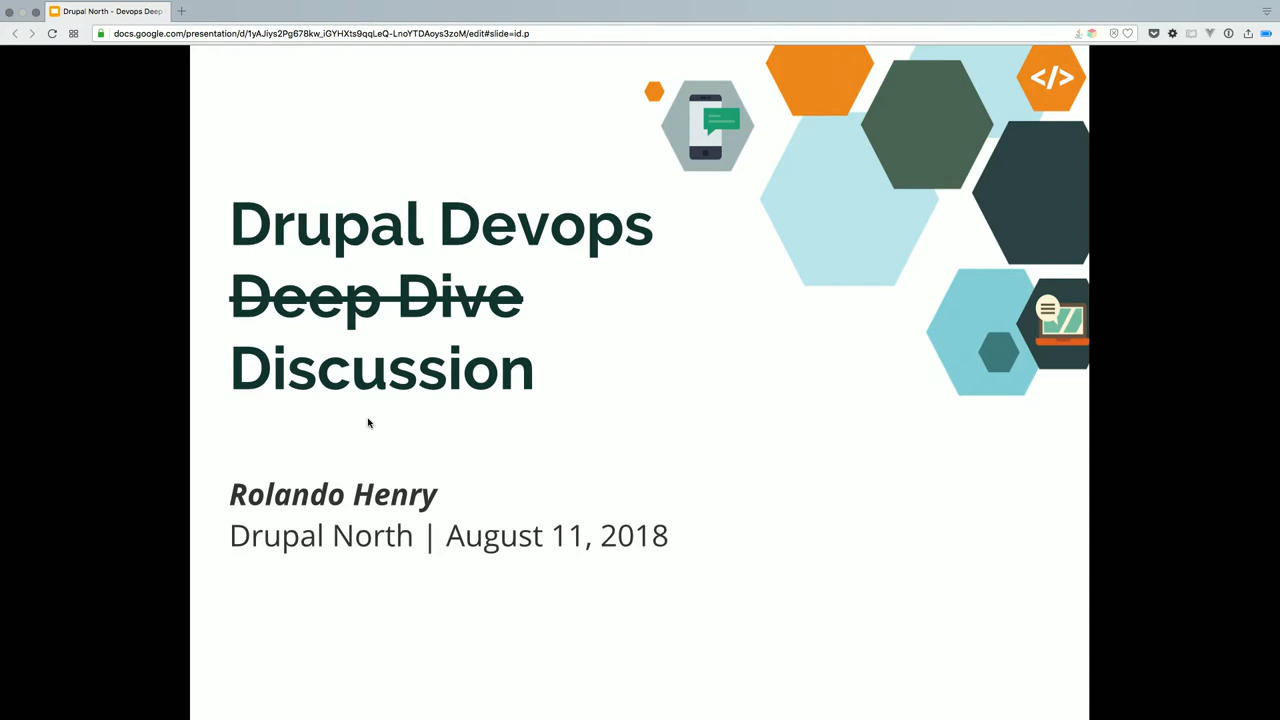 Drupal North - Devops Deep
docs.google.com/presentation/d/1yAJiys2Pg678kw_iGYHXts9qqLeQ-LnoYTDAoys3zoM/edit#slide=id.p
</>
Drupal Devops
Deep Dive
Discussion
Rolando Henry
Drupal North | August 11, 2018